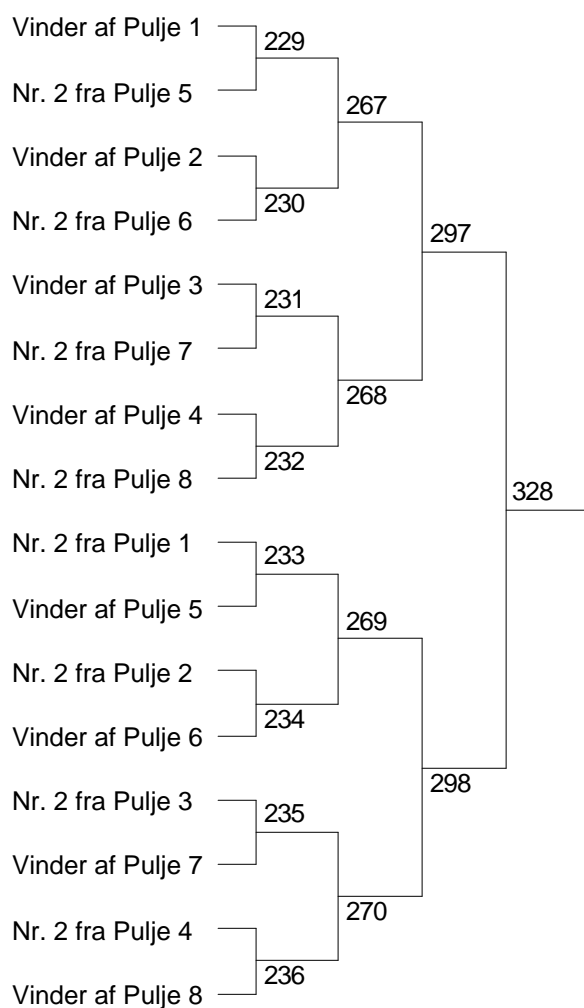 Vinder af Pulje 1
229
Nr. 2 fra Pulje 5
267
Vinder af Pulje 2
230
Nr. 2 fra Pulje 6
297
Vinder af Pulje 3
231
Nr. 2 fra Pulje 7
268
Vinder af Pulje 4
232
Nr. 2 fra Pulje 8
328
Nr. 2 fra Pulje 1
233
Vinder af Pulje 5
269
Nr. 2 fra Pulje 2
234
Vinder af Pulje 6
298
Nr. 2 fra Pulje 3
235
Vinder af Pulje 7
270
Nr. 2 fra Pulje 4
236
Vinder af Pulje 8